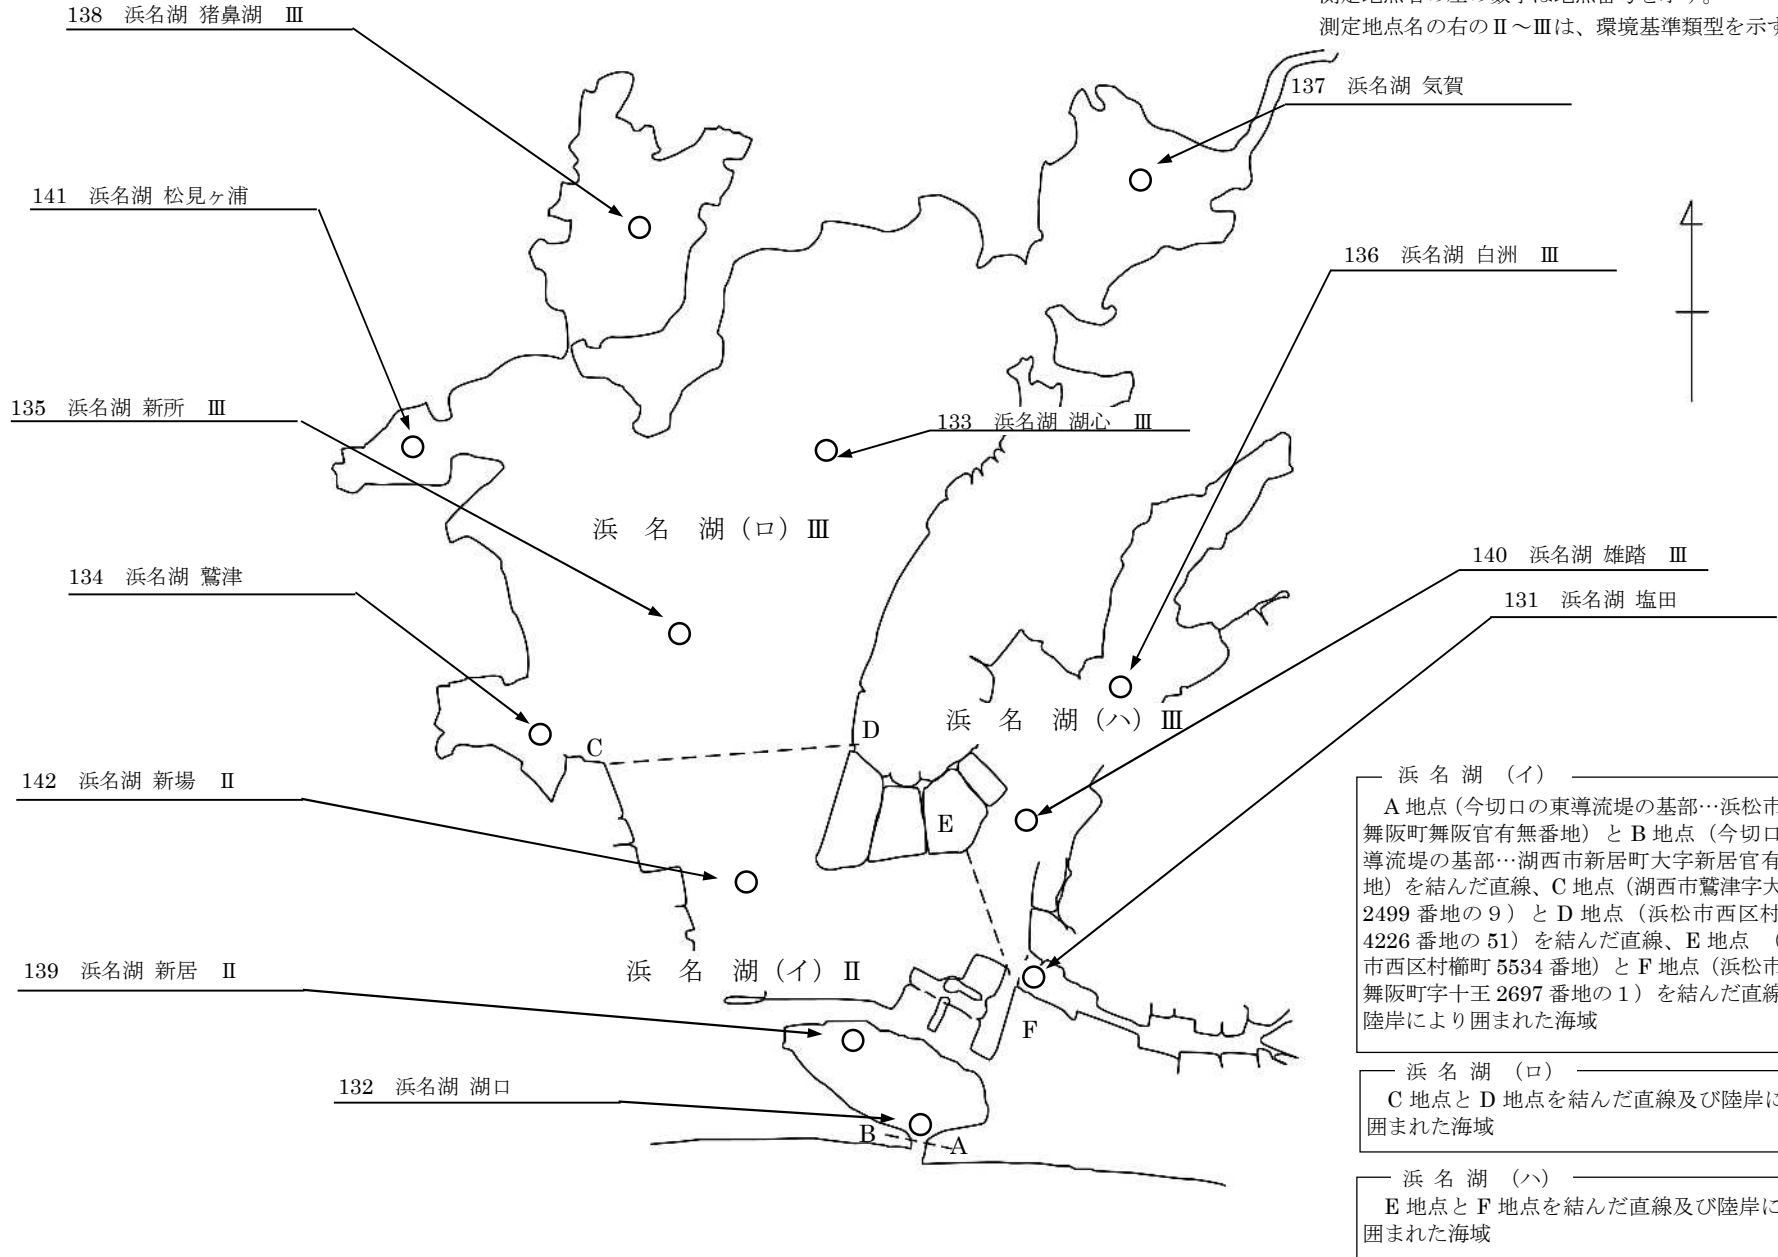 測定地点名の右のⅡ～Ⅲは、環境基準類型を示す
138 浜名湖 猪鼻湖 Ⅲ
137 浜名湖 気賀
141 浜名湖 松見ヶ浦
136 浜名湖 白洲 Ⅲ
135 浜名湖 新所 Ⅲ
133 浜名湖 湖心 Ⅲ
浜 名 湖（ロ）Ⅲ
140 浜名湖 雄踏 Ⅲ
134 浜名湖 鷲津
131 浜名湖 塩田
浜 名 湖（ハ）Ⅲ
D
C
142 浜名湖 新場 Ⅱ
E
139 浜名湖 新居 Ⅱ
浜 名 湖（イ）Ⅱ
F
132 浜名湖 湖口
B
A
浜 名 湖 （イ）
A 地点（今切口の東導流堤の基部…浜松市
舞阪町舞阪官有無番地）と B 地点（今切口
導流堤の基部…湖西市新居町大字新居官有
地）を結んだ直線、C 地点（湖西市鷲津字大
2499 番地の９）と D 地点（浜松市西区村
4226 番地の 51）を結んだ直線、E 地点 （
市西区村櫛町 5534 番地）と F 地点（浜松市
舞阪町字十王 2697 番地の１）を結んだ直線
陸岸により囲まれた海域
浜 名 湖 （ロ）
C 地点と D 地点を結んだ直線及び陸岸に
囲まれた海域
浜 名 湖 （ハ）
E 地点と F 地点を結んだ直線及び陸岸に
囲まれた海域